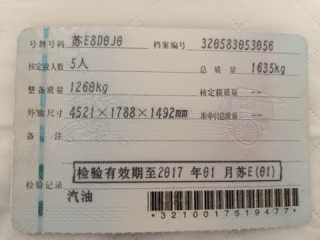 号牌号码 苏E8D0J0 档案编号 320583053056
核定载人数 5人 总质量 1635kg
整备质量 1260kg 核定载质量 --
外廓尺寸 4521×1788×1492mm 准牵引总质量 --
备注
检验有效期至2017年01月苏E(01)
检验记录
汽油
*3210017519477*